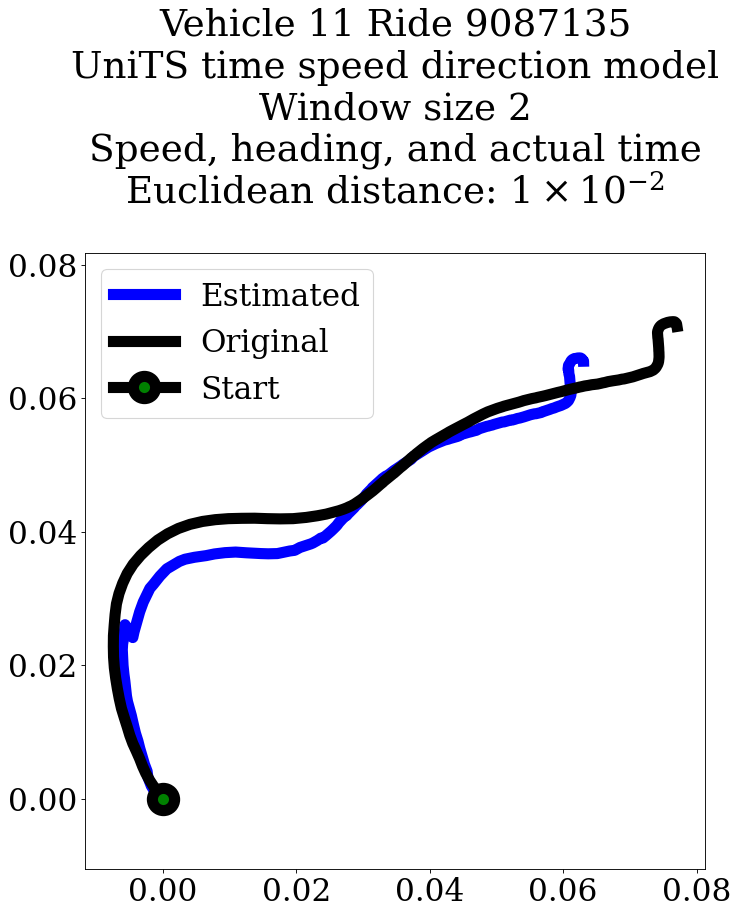 Vehicle 11 Ride 9087135
UniTS time speed direction model
Window size 2
Speed, heading, and actual time
Euclidean distance: 1 × 10⁻²
0.08
Estimated
Original
Start
0.06
0.04
0.02
0.00
0.00 0.02 0.04 0.06 0.08